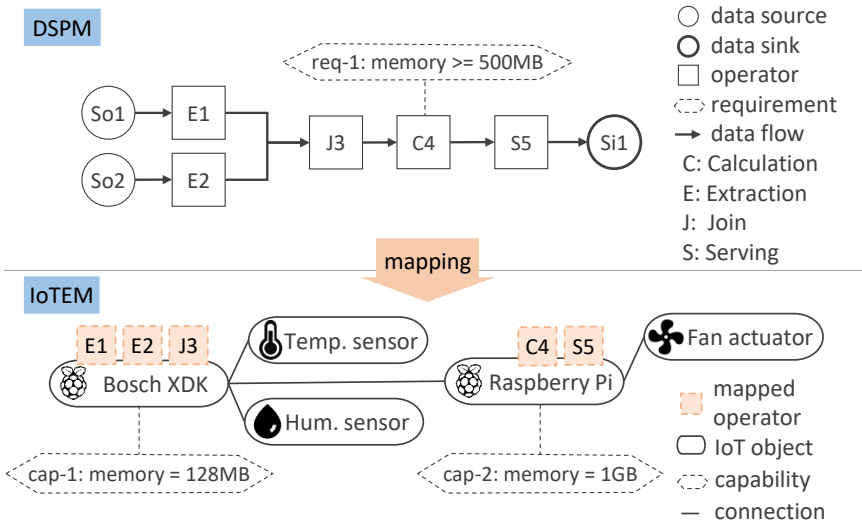 DSPM
req-1: memory >= 500MB
So1
E1
So2
E2
J3
C4
S5
Si1
data source
data sink
operator
requirement
data flow
C: Calculation
E: Extraction
J: Join
S: Serving
mapping
IoTEM
E1
E2
J3
Bosch XDK
Temp. sensor
Hum. sensor
C4
S5
Raspberry Pi
Fan actuator
cap-1: memory = 128MB
cap-2: memory = 1GB
mapped
operator
IoT object
capability
connection